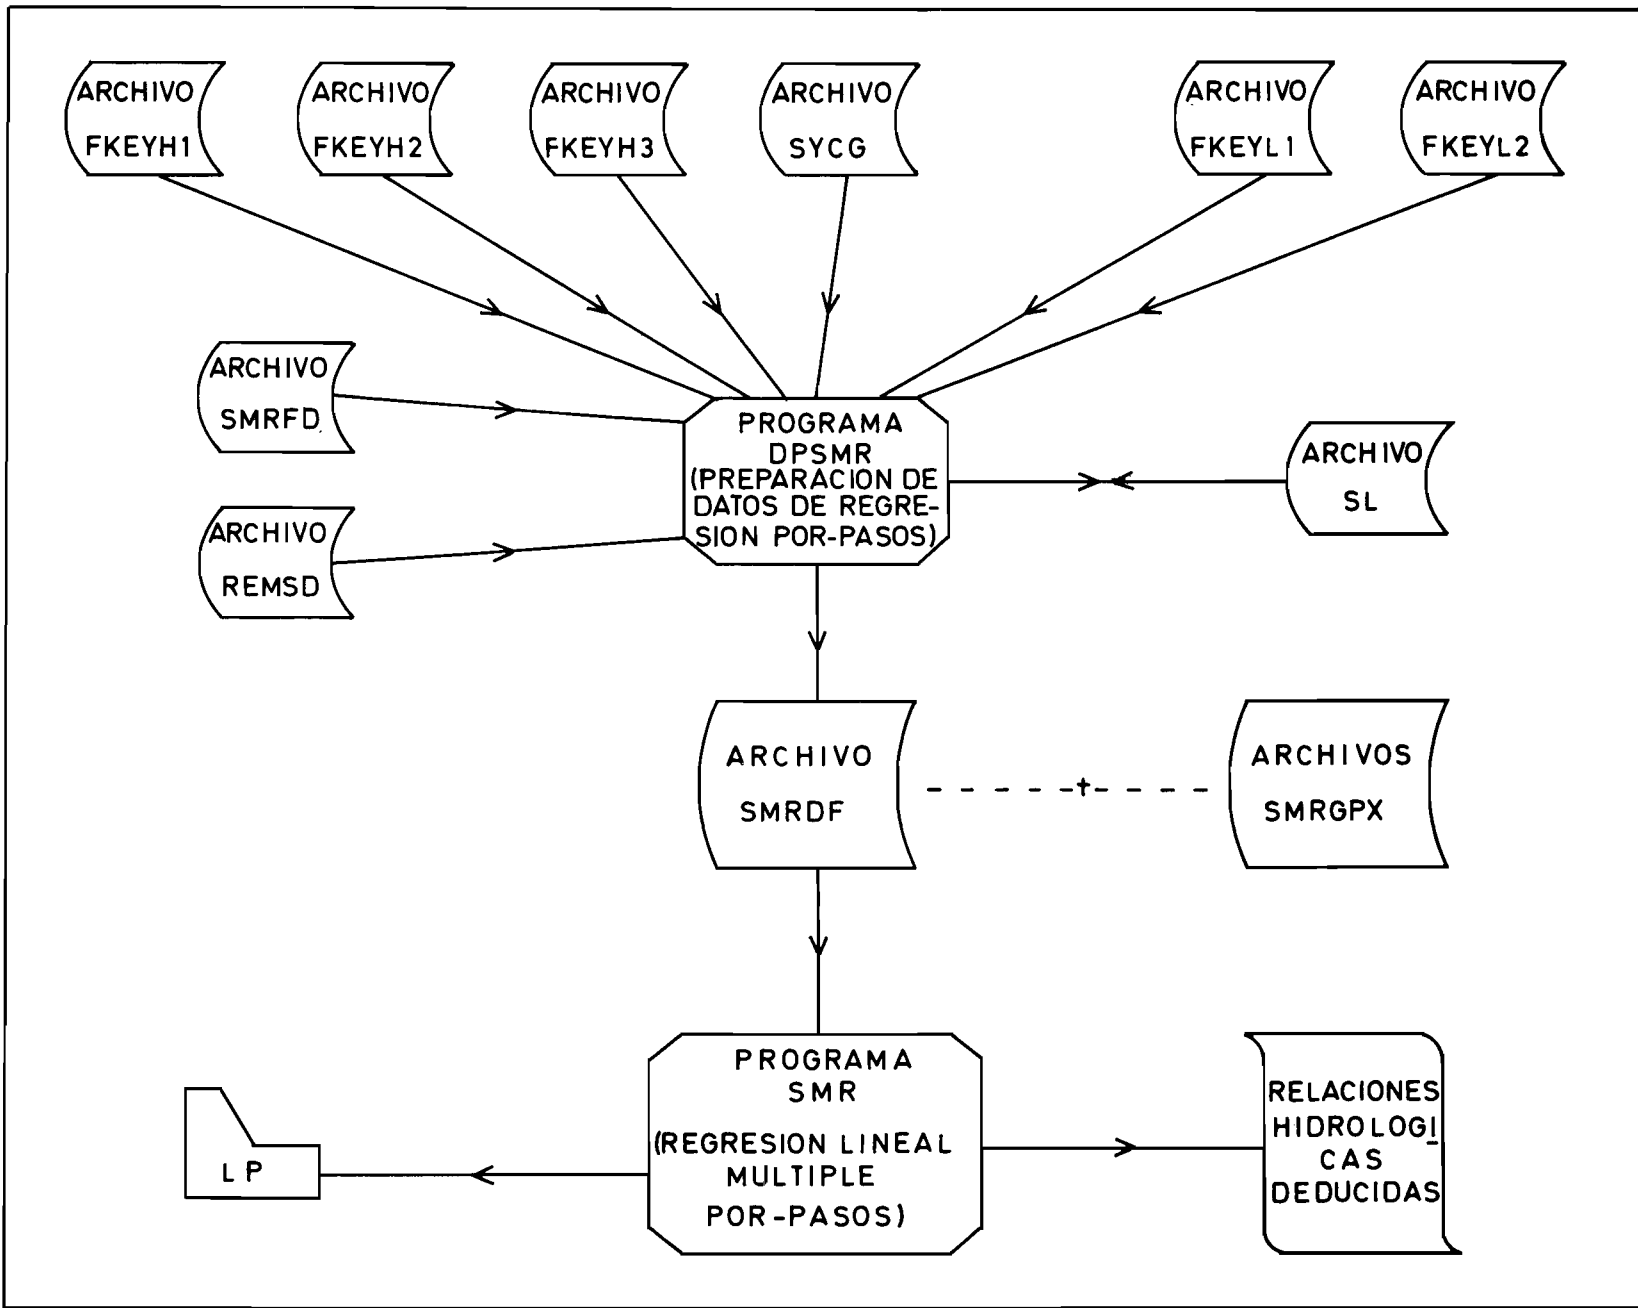 ARCHIVO
FKEYH1
ARCHIVO
FKEYH2
ARCHIVO
FKEYH3
ARCHIVO
SYCG
ARCHIVO
FKEYL1
ARCHIVO
FKEYL2
ARCHIVO
SMRFD
ARCHIVO
REMSD
PROGRAMA
DPSMR
(PREPARACION DE
DATOS DE REGRE-
SION POR-PASOS)
ARCHIVO
SL
ARCHIVO
SMRDF
†
ARCHIVOS
SMRGPX
PROGRAMA
SMR
(REGRESION LINEAL
MULTIPLE
POR-PASOS)
LP
RELACIONES
HIDROLOGI
CAS
DEDUCIDAS